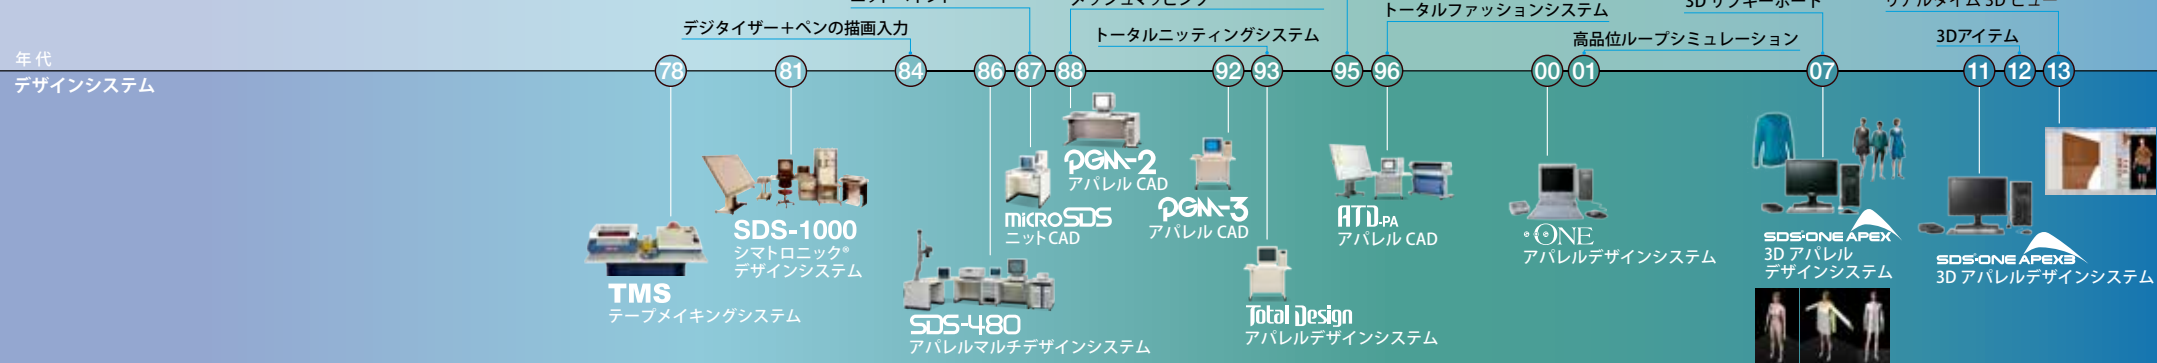 デジタイザー＋ペンの描画入力
トータルニッティングシステム
トータルファッションシステム
高品位ループシミュレーション
3Dアイテム
年代
78 81 84 86 87 88 92 93 95 96 00 01 07 11 12 13
デザインシステム
TMS
テープメイキングシステム
SDS-1000
シマトロニック®
デザインシステム
SDS-480
アパレルマルチデザインシステム
microSDS
ニットCAD
PGM-2
アパレル CAD
PGM-3
アパレル CAD
Total Design
アパレルデザインシステム
ATD-PA
アパレル CAD
ONE
アパレルデザインシステム
SDS-ONE APEX
3D アパレル
デザインシステム
SDS-ONE APEX3
3D アパレルデザインシステム